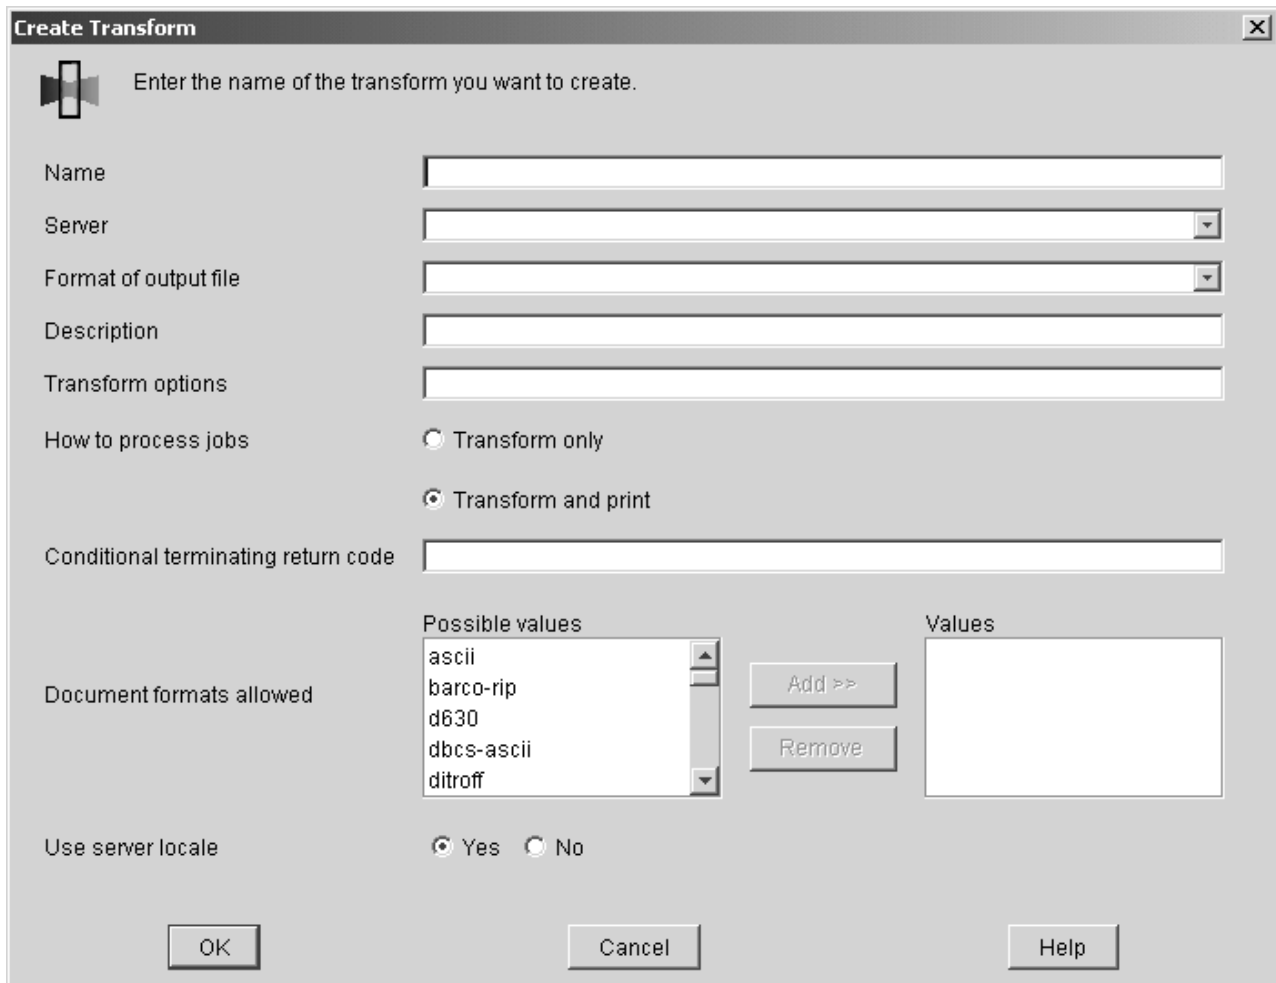 Create Transform
Enter the name of the transform you want to create.
Name
Server
Format of output file
Description
Transform options
How to process jobs
Transform only
Transform and print
Conditional terminating return code
Document formats allowed
Possible values
ascii
barco-rip
d630
dbcs-ascii
ditroff
Add >>
Remove
Values
Use server locale
Yes No
OK Cancel Help